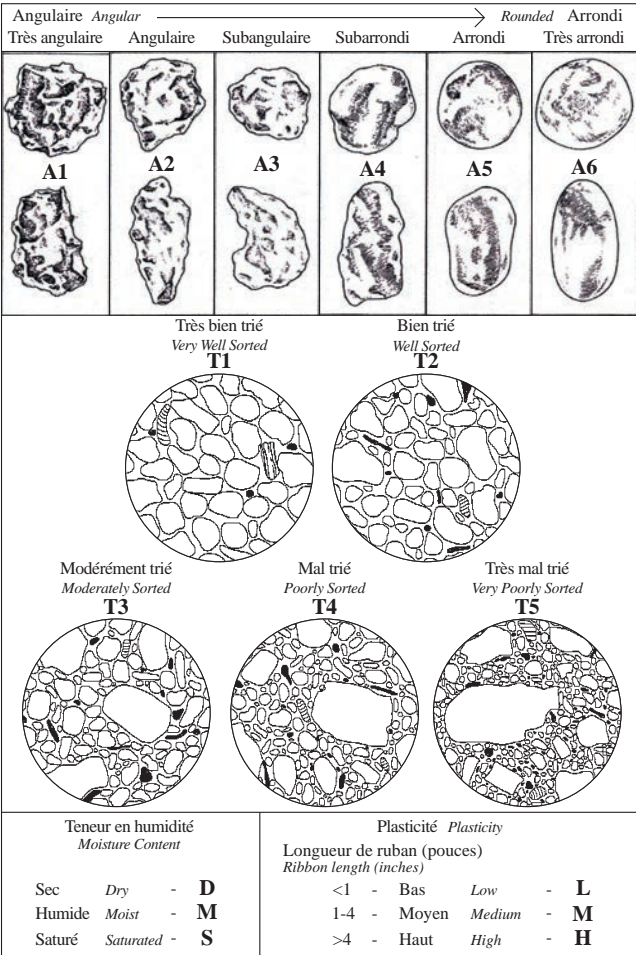 Angulaire Angular Rounded Arrondi
Très angulaire Angulaire Subangulaire Subarrondi Arrondi Très arrondi
A1 A2 A3 A4 A5 A6
Très bien trié Bien trié
Very Well Sorted Well Sorted
T1 T2
Modérément trié Mal trié Très mal trié
Moderately Sorted Poorly Sorted Very Poorly Sorted
T3 T4 T5
Teneur en humidité
Moisture Content
Sec Dry - D
Humide Moist - M
Saturé Saturated - S
Plasticité Plasticity
Longueur de ruban (pouces)
Ribbon length (inches)
<1 - Bas Low - L
1-4 - Moyen Medium - M
>4 - Haut High - H